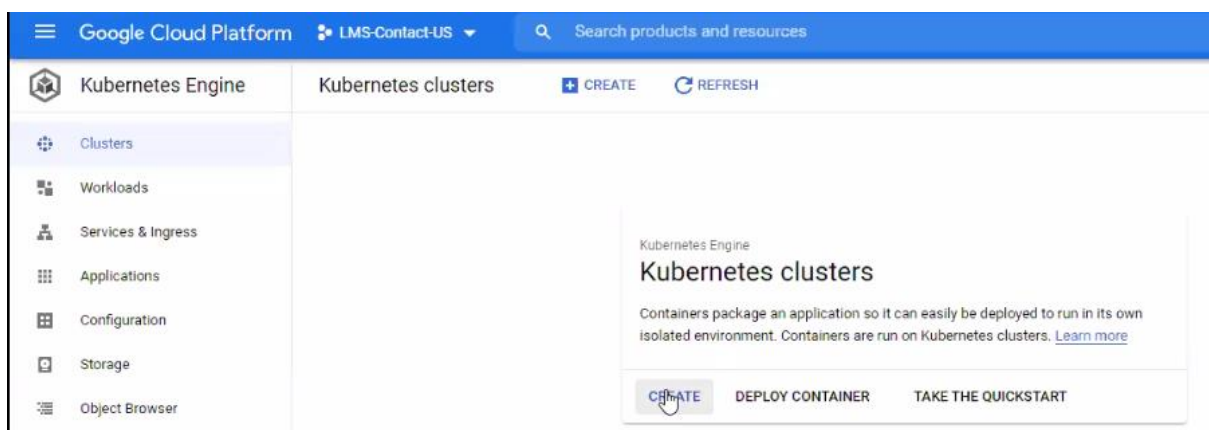 Google Cloud Platform LMS-Contact-US Search products and resources
Kubernetes Engine Kubernetes clusters CREATE REFRESH
Clusters
Workloads
Services & Ingress
Applications
Configuration
Storage
Object Browser
Kubernetes Engine
Kubernetes clusters
Containers package an application so it can easily be deployed to run in its own
isolated environment. Containers are run on Kubernetes clusters. Learn more
CREATE DEPLOY CONTAINER TAKE THE QUICKSTART